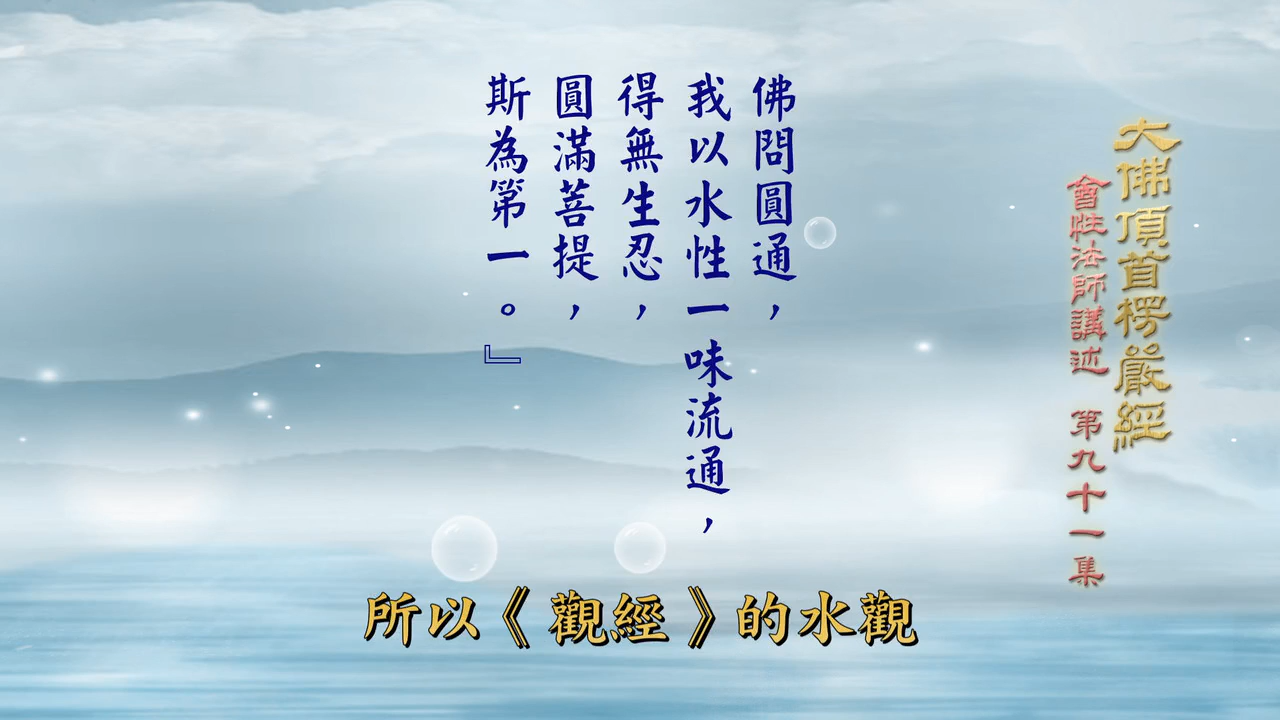 大佛頂首楞嚴經
會性法師講述 第九十一集
佛問圓通，
我以水性一味流通，
得無生忍，
圓滿菩提，
斯為第一。』
所以《觀經》的水觀